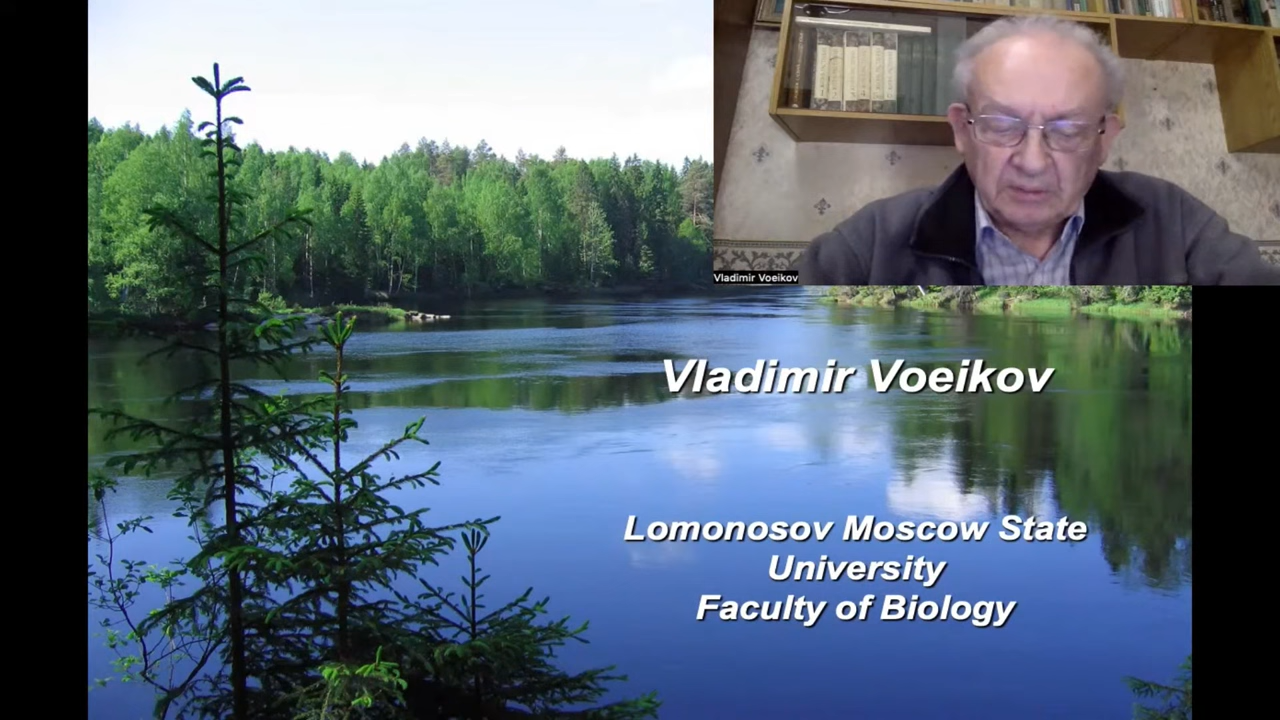 Vladimir Voeikov
Vladimir Voeikov
Lomonosov Moscow State
University
Faculty of Biology